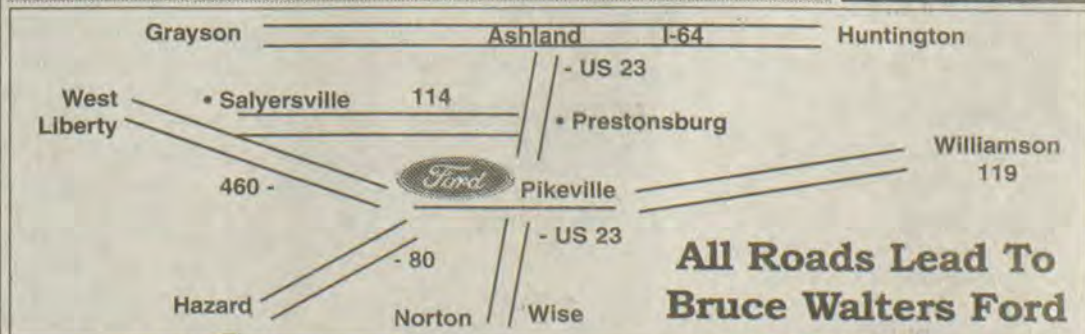 Grayson Ashland I-64 Huntington
- US 23
West Liberty
• Salyersville 114
• Prestonsburg
Williamson
119
Ford
Pikeville
460 -
- US 23
- 80
Hazard
Norton Wise
All Roads Lead To
Bruce Walters Ford